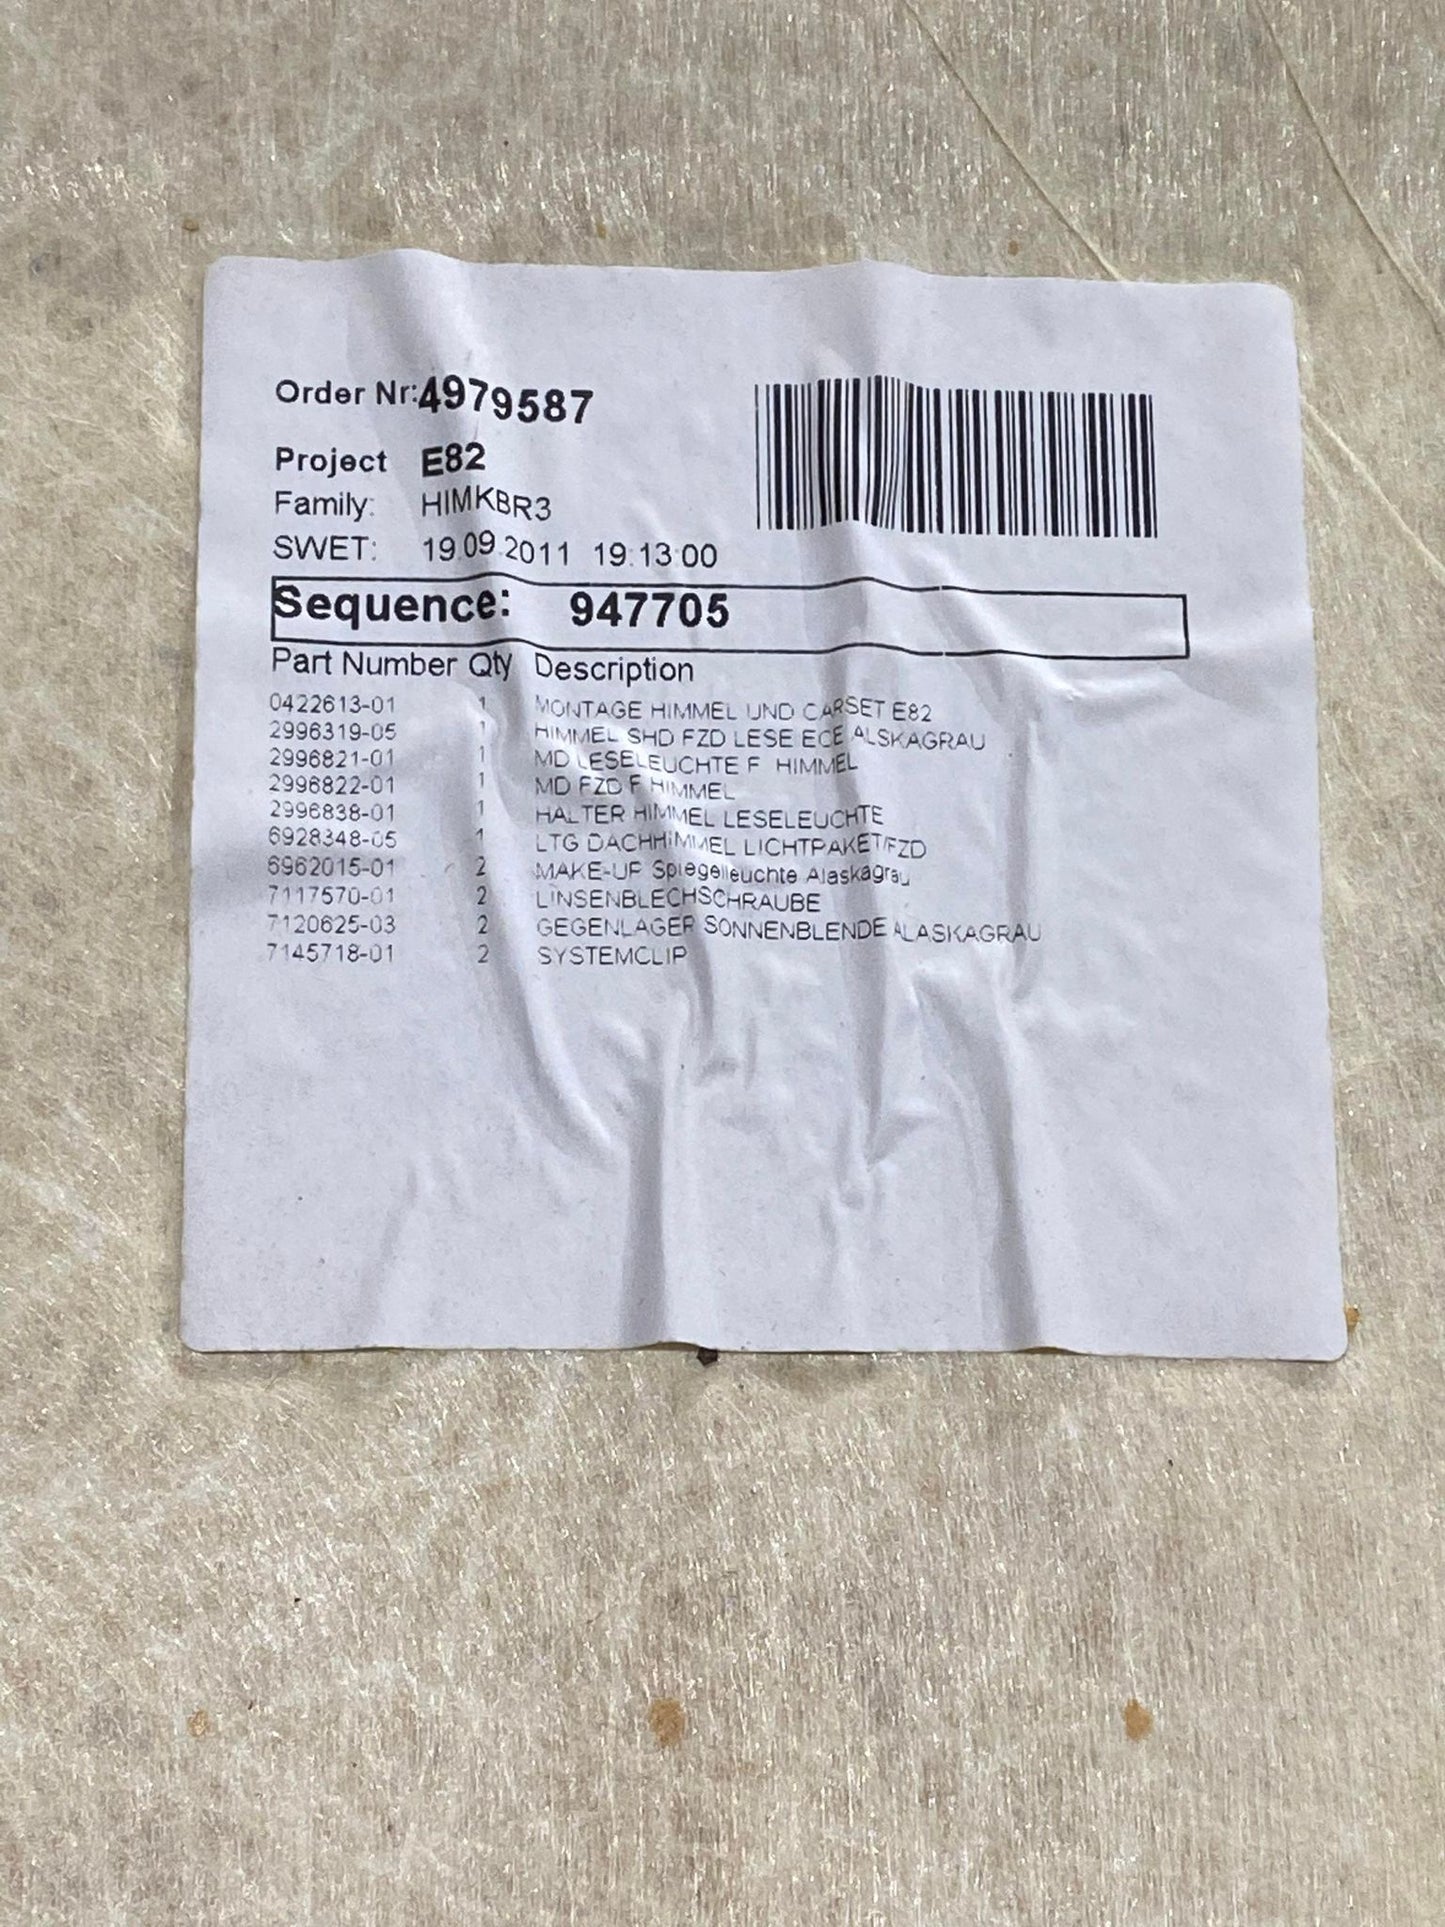 Order Nr:4979587
Project E82
Family: HIMKBR3
SWET: 19.09.2011 19:13:00
Sequence: 947705
Part Number Qty Description
0422613-01 1 MONTAGE HIMMEL UND CARSET E82
2996319-05 1 HIMMEL SHD FZD LESE ECE ALSKAGRAU
2996821-01 1 MD LESELEUCHTE F HIMMEL
2996822-01 1 MD FZD F HIMMEL
2996838-01 1 HALTER HIMMEL LESELEUCHTE
6928348-05 1 LTG DACHHIMMEL LICHTPAKET/FZD
6962015-01 2 MAKE-UP Spiegelleuchte Alaskagrau
7117570-01 2 LINSENBLECHSCHRAUBE
7120625-03 2 GEGENLAGER SONNENBLENDE ALASKAGRAU
7145718-01 2 SYSTEMCLIP